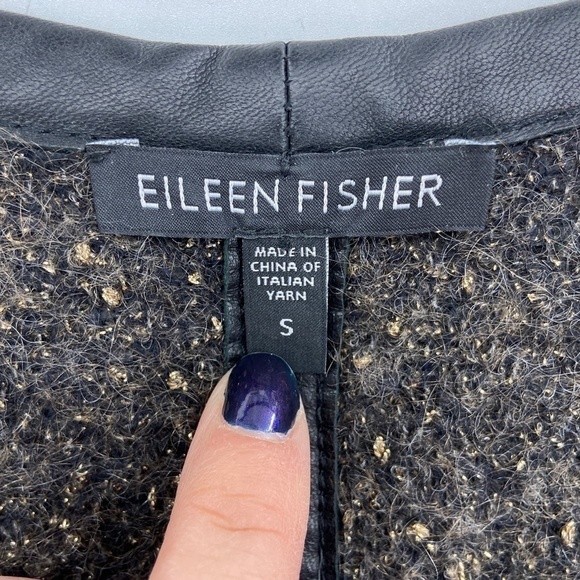 EILEEN FISHER
MADE IN
CHINA OF
ITALIAN
YARN
S